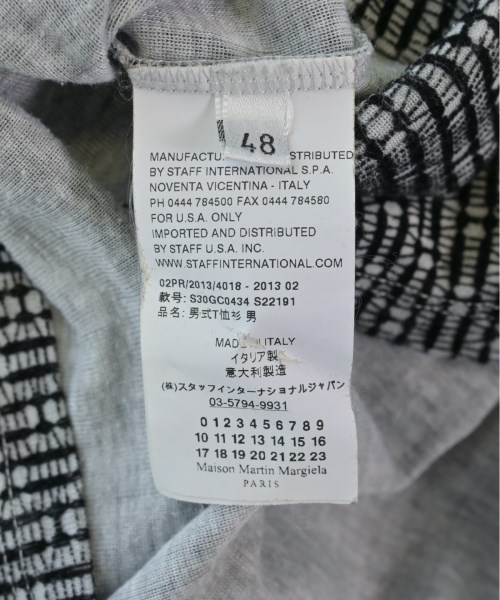 48
MANUFACTU ISTRIBUTED
BY STAFF INTERNATIONAL S.P.A.
NOVENTA VICENTINA - ITALY
PH 0444 784500 FAX 0444 784580
FOR U.S.A. ONLY
IMPORTED AND DISTRIBUTED
BY STAFF U.S.A. INC.
WWW.STAFFINTERNATIONAL.COM
02PR/2013/4018 - 2013 02
款号: S30GC0434 S22191
品名: 男式T恤衫 男
MADE ITALY
イタリア製
意大利製造
(株)スタッフインターナショナルジャパン
03-5794-9931
0 1 2 3 4 5 6 7 8 9
10 11 12 13 14 15 16
17 18 19 20 21 22 23
Maison Martin Margiela
PARIS